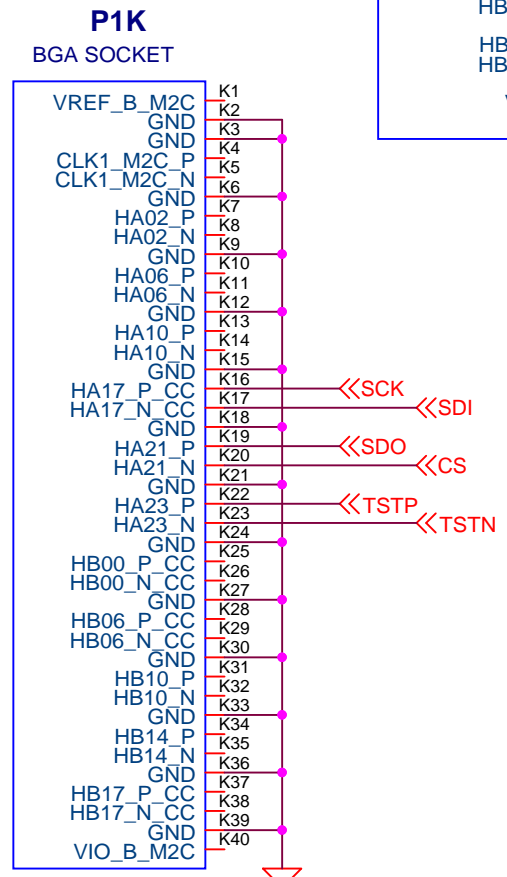 HB
P1K
BGA SOCKET
HB
HB
VREF_B_M2C K1
GND K2
GND K3
CLK1_M2C_P K4
CLK1_M2C_N K5
GND K6
HA02_P K7
HA02_N K8
GND K9
HA06_P K10
HA06_N K11
GND K12
HA10_P K13
HA10_N K14
GND K15
HA17_P_CC K16 SCK
HA17_N_CC K17 SDI
GND K18
HA21_P K19 SDO
HA21_N K20 CS
GND K21
HA23_P K22 TSTP
HA23_N K23 TSTN
GND K24
HB00_P_CC K25
HB00_N_CC K26
GND K27
HB06_P_CC K28
HB06_N_CC K29
GND K30
HB10_P K31
HB10_N K32
GND K33
HB14_P K34
HB14_N K35
GND K36
HB17_P_CC K37
HB17_N_CC K38
GND K39
VIO_B_M2C K40